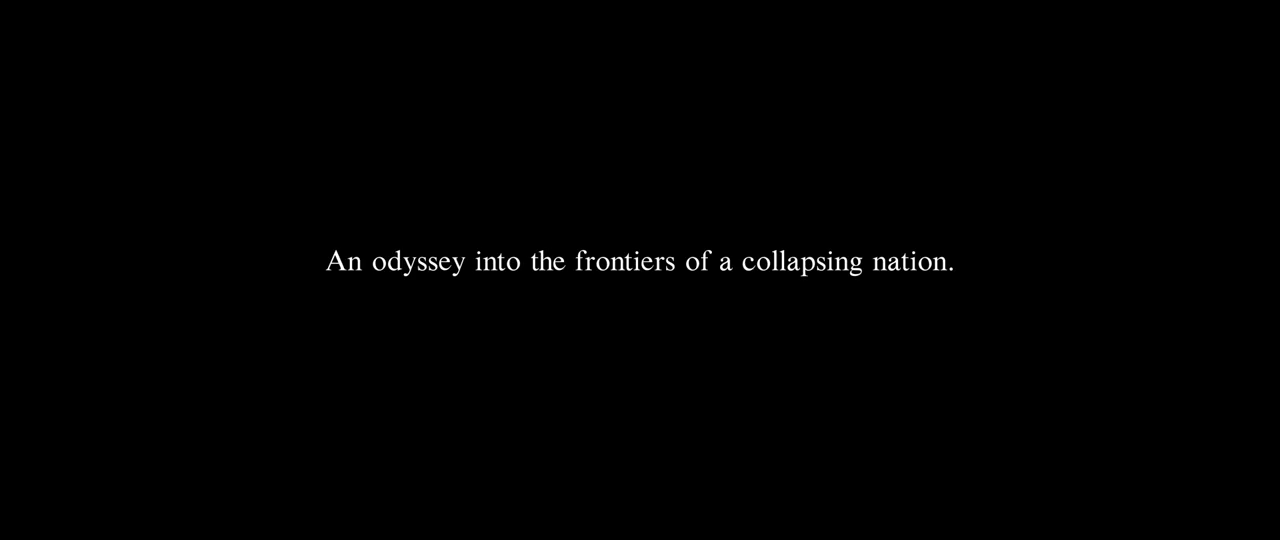 An odyssey into the frontiers of a collapsing nation.